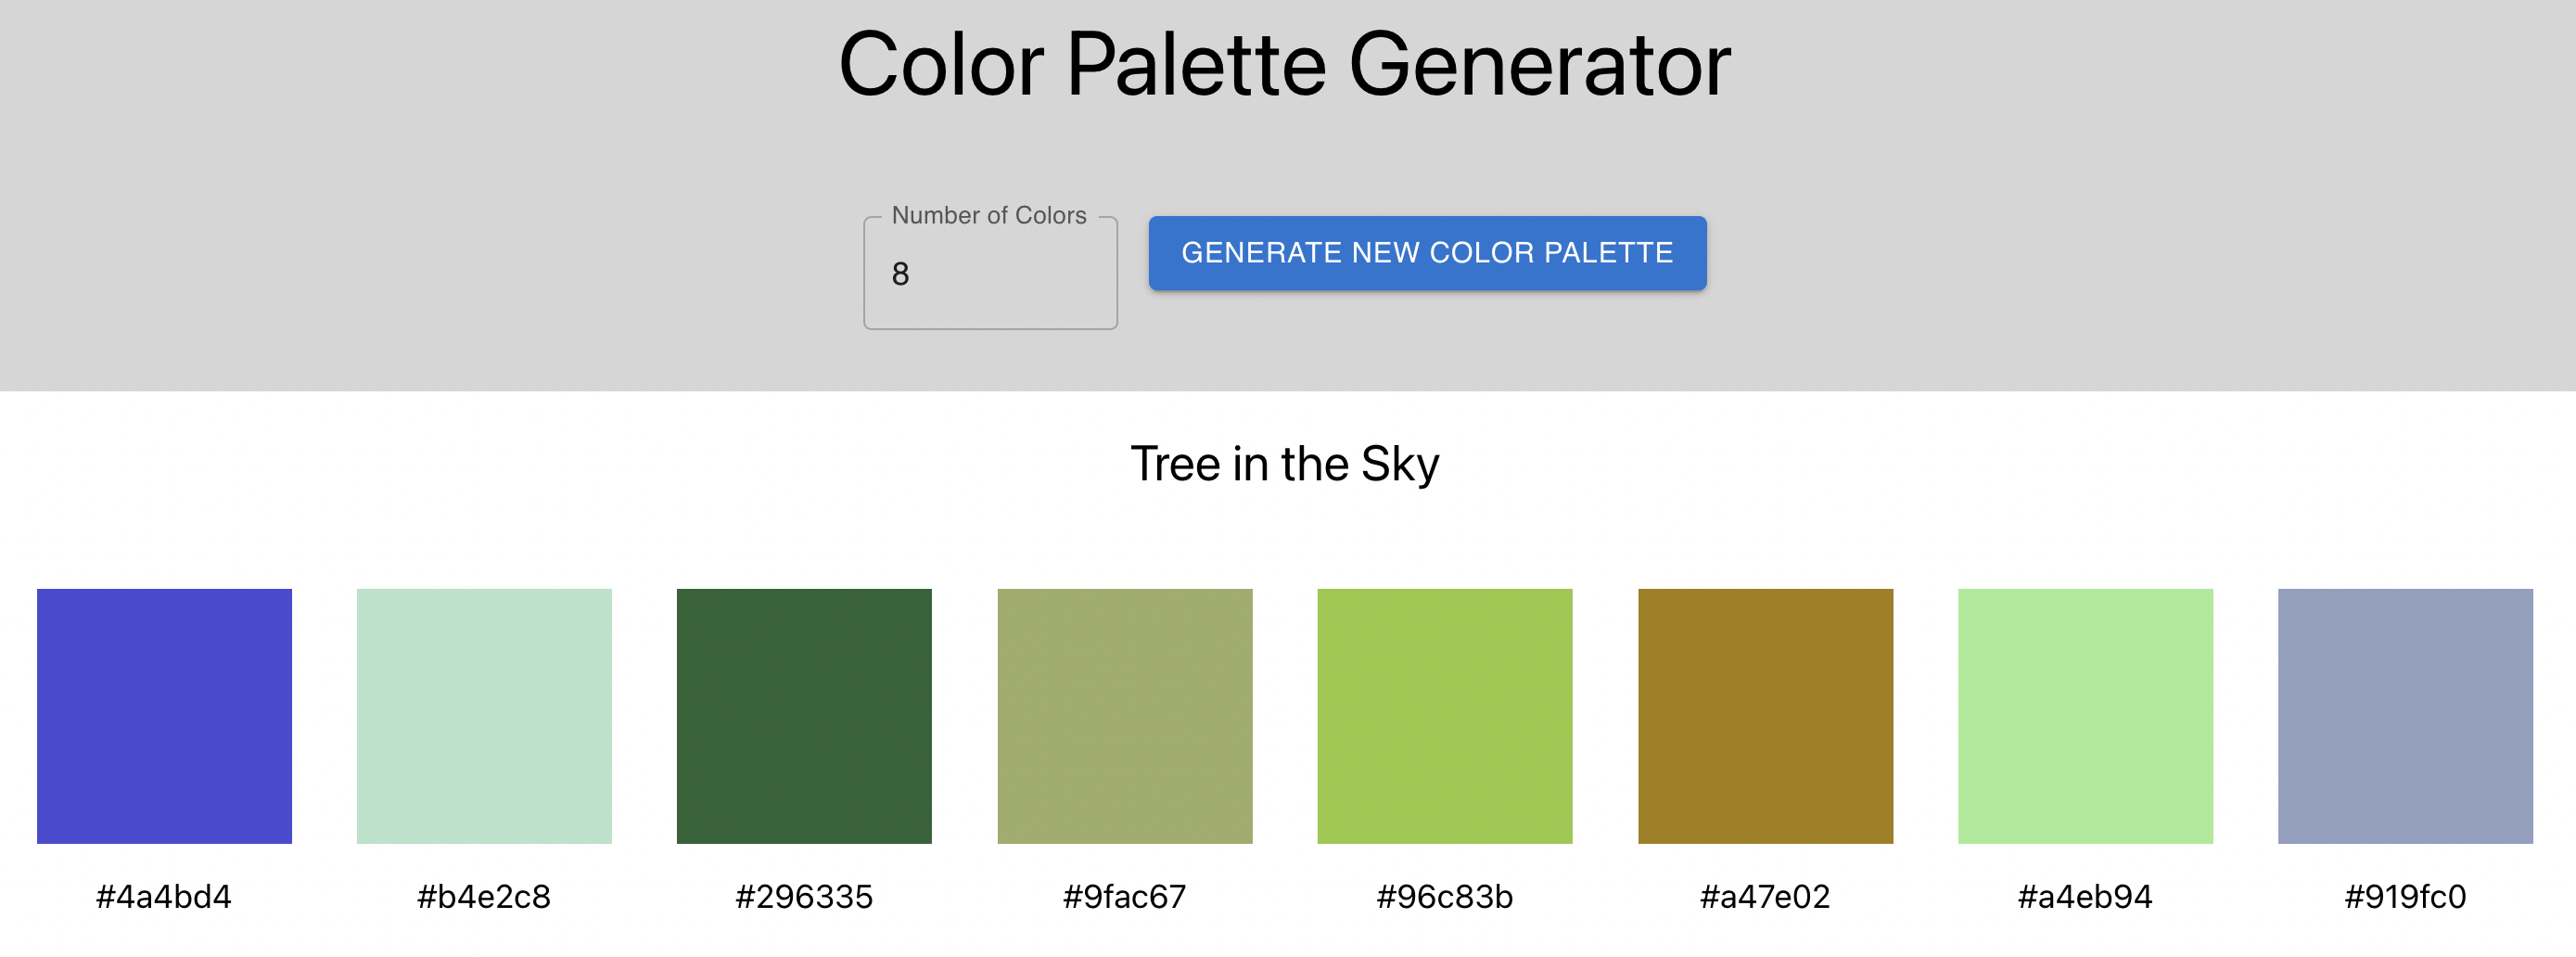 Color Palette Generator
Number of Colors
8
GENERATE NEW COLOR PALETTE
Tree in the Sky
#4a4bd4
#b4e2c8
#296335
#9fac67
#96c83b
#a47e02
#a4eb94
#919fc0